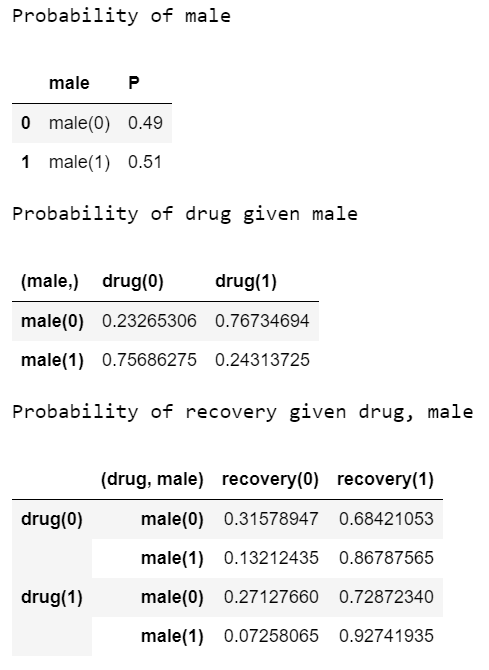 Probability of male
male P
0 male(0) 0.49
1 male(1) 0.51
Probability of drug given male
(male,) drug(0) drug(1)
male(0) 0.23265306 0.76734694
male(1) 0.75686275 0.24313725
Probability of recovery given drug, male
(drug, male) recovery(0) recovery(1)
drug(0) male(0) 0.31578947 0.68421053
male(1) 0.13212435 0.86787565
drug(1) male(0) 0.27127660 0.72872340
male(1) 0.07258065 0.92741935